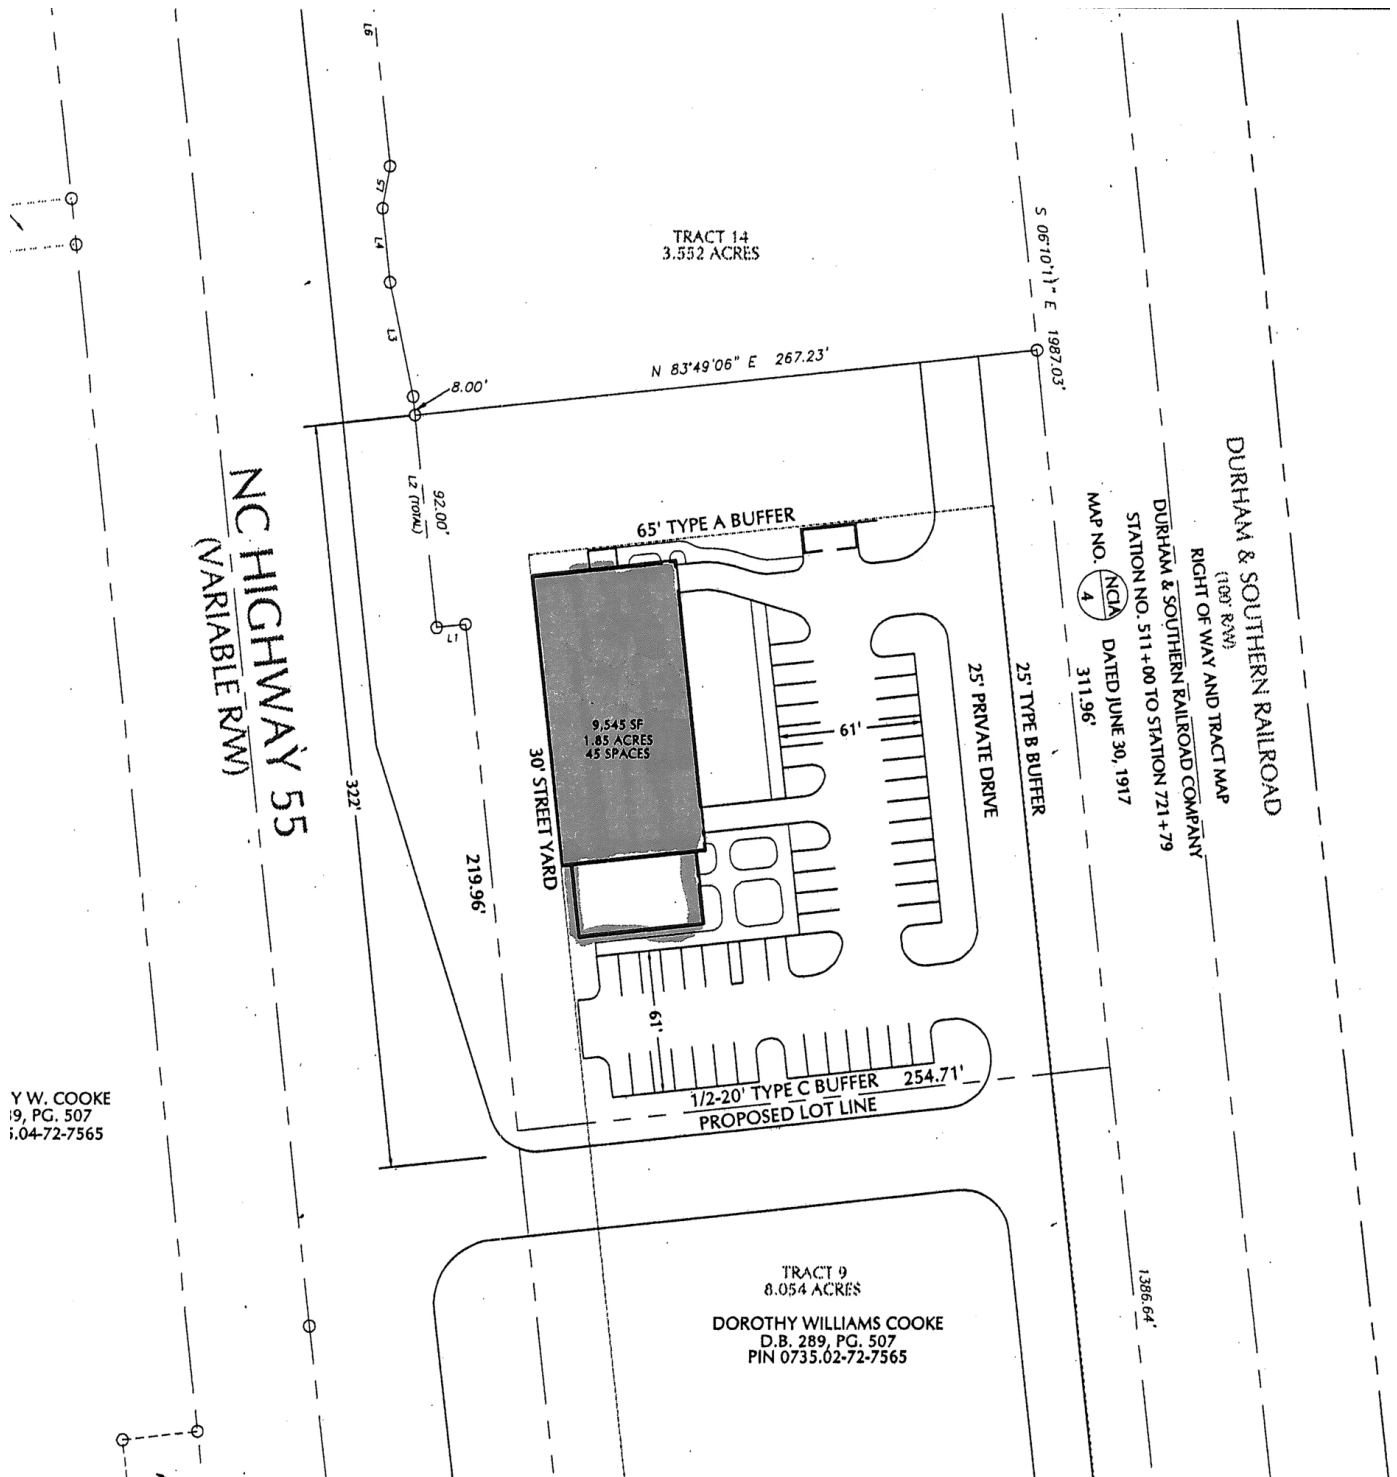 L6
L5
L4
L3
TRACT 14
3.552 ACRES
S 06°10'11" E 1987.03'
N 83°49'06" E 267.23'
8.00'
92.00'
L2 (TOTAL)
L1
65' TYPE A BUFFER
NC HIGHWAY 55
(VARIABLE R/W)
DURHAM & SOUTHERN RAILROAD
(100' R/W)
RIGHT OF WAY AND TRACT MAP
DURHAM & SOUTHERN RAILROAD COMPANY
STATION NO. 511+00 TO STATION 721+79
MAP NO. NCIA 4 DATED JUNE 30, 1917
311.96'
25' TYPE B BUFFER
25' PRIVATE DRIVE
61'
9,545 SF
1.85 ACRES
45 SPACES
30' STREET YARD
322'
219.96'
61'
1/2-20' TYPE C BUFFER 254.71'
PROPOSED LOT LINE
Y W. COOKE
9, PG. 507
.04-72-7565
TRACT 9
8.054 ACRES
DOROTHY WILLIAMS COOKE
D.B. 289, PG. 507
PIN 0735.02-72-7565
1386.64'